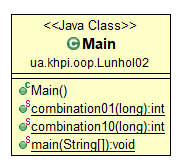 <<Java Class>>
Main
ua.khpi.oop.Lunhol02
Main()
combination01(long):int
combination10(long):int
main(String[]):void